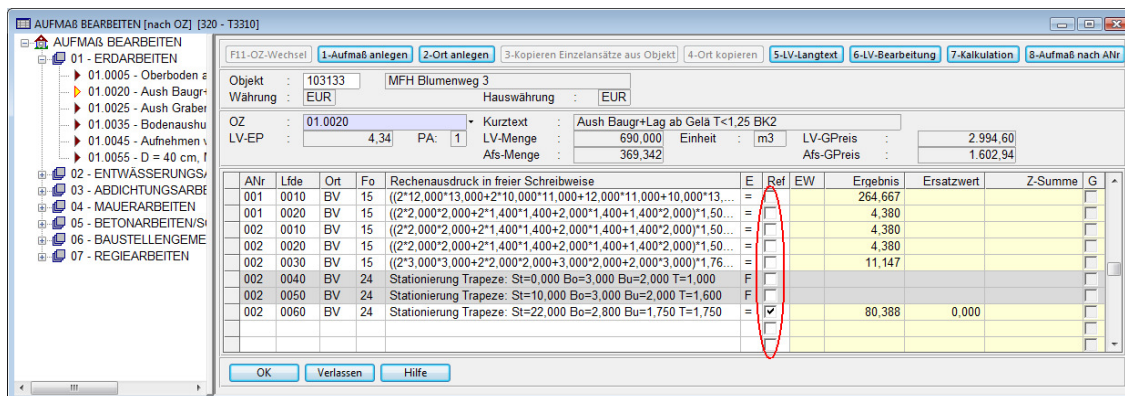 AUFMAß BEARBEITEN [nach OZ] [320 - T3310]
AUFMAß BEARBEITEN
01 - ERDARBEITEN
01.0005 - Oberboden a
01.0020 - Aush Baugr+
01.0025 - Aush Graber
01.0035 - Bodenaushu
01.0045 - Aufnehmen v
01.0055 - D = 40 cm, I
02 - ENTWÄSSERUNGS
03 - ABDICHTUNGSARBE
04 - MAUERARBEITEN
05 - BETONARBEITEN/S
06 - BAUSTELLENGEME
07 - REGIEARBEITEN
F11-OZ-Wechsel 1-Aufmaß anlegen 2-Ort anlegen 3-Kopieren Einzelansätze aus Objekt 4-Ort kopieren 5-LV-Langtext 6-LV-Bearbeitung 7-Kalkulation 8-Aufmaß nach ANr
Objekt : 103133 MFH Blumenweg 3
Währung : EUR Hauswährung : EUR
OZ : 01.0020 Kurztext : Aush Baugr+Lag ab Gelä T<1,25 BK2
LV-EP : 4,34 PA: 1 LV-Menge : 690,000 Einheit : m3 LV-GPreis : 2.994,60
Afs-Menge : 369,342 Afs-GPreis : 1.602,94
ANr Lfde Ort Fo Rechenausdruck in freier Schreibweise E Ref EW Ergebnis Ersatzwert Z-Summe G
001 0010 BV 15 ((2*12,000*13,000+2*10,000*11,000+12,000*11,000+10,000*13,... = 264,667
001 0020 BV 15 ((2*2,000*2,000+2*1,400*1,400+2,000*1,400+1,400*2,000)*1,50... = 4,380
002 0010 BV 15 ((2*2,000*2,000+2*1,400*1,400+2,000*1,400+1,400*2,000)*1,50... = 4,380
002 0020 BV 15 ((2*2,000*2,000+2*1,400*1,400+2,000*1,400+1,400*2,000)*1,50... = 4,380
002 0030 BV 15 ((2*3,000*3,000+2*2,000*2,000+3,000*2,000+2,000*3,000)*1,76... = 11,147
002 0040 BV 24 Stationierung Trapeze: St=0,000 Bo=3,000 Bu=2,000 T=1,000 F
002 0050 BV 24 Stationierung Trapeze: St=10,000 Bo=3,000 Bu=2,000 T=1,600 F
002 0060 BV 24 Stationierung Trapeze: St=22,000 Bo=2,800 Bu=1,750 T=1,750 = 80,388 0,000
OK Verlassen Hilfe